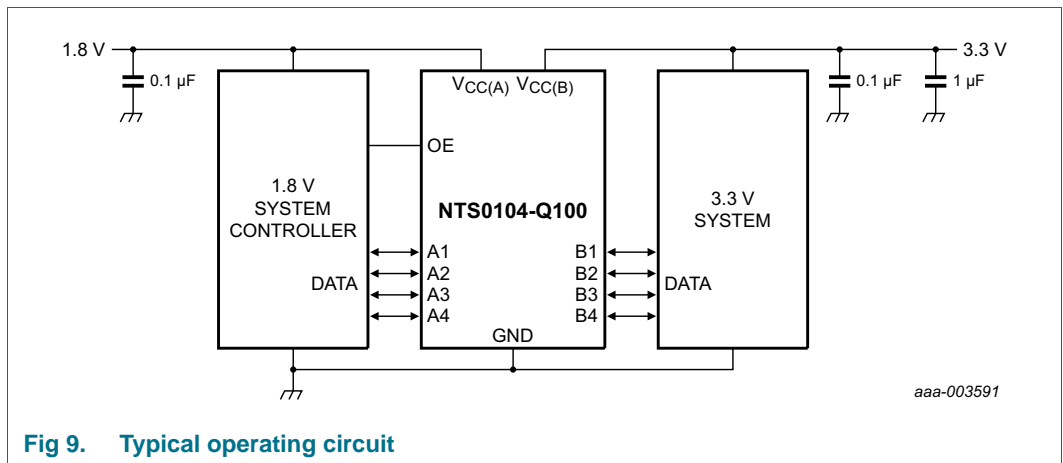 1.8 V
3.3 V
0.1 μF
0.1 μF
1 μF
VCC(A) VCC(B)
OE
1.8 V
SYSTEM
CONTROLLER
NTS0104-Q100
3.3 V
SYSTEM
DATA
A1
A2
A3
A4
B1
B2
B3
B4
DATA
GND
aaa-003591
Fig 9. Typical operating circuit